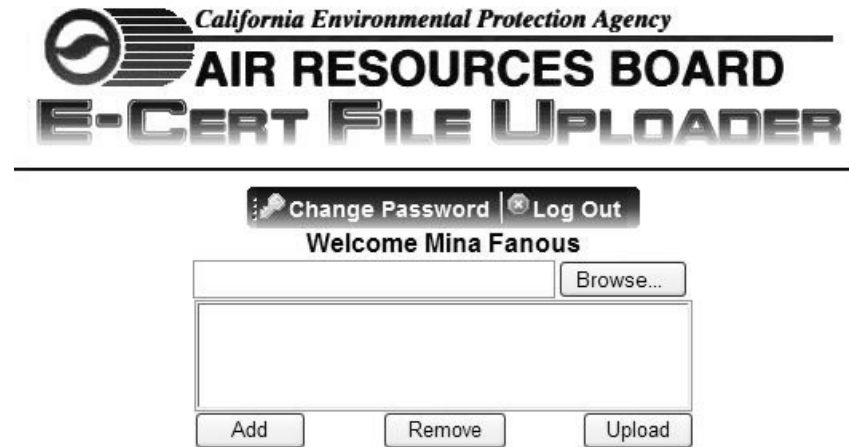 California Environmental Protection Agency
AIR RESOURCES BOARD
E-CERT FILE UPLOADER
Change Password Log Out
Welcome Mina Fanous
Browse...
Add Remove Upload